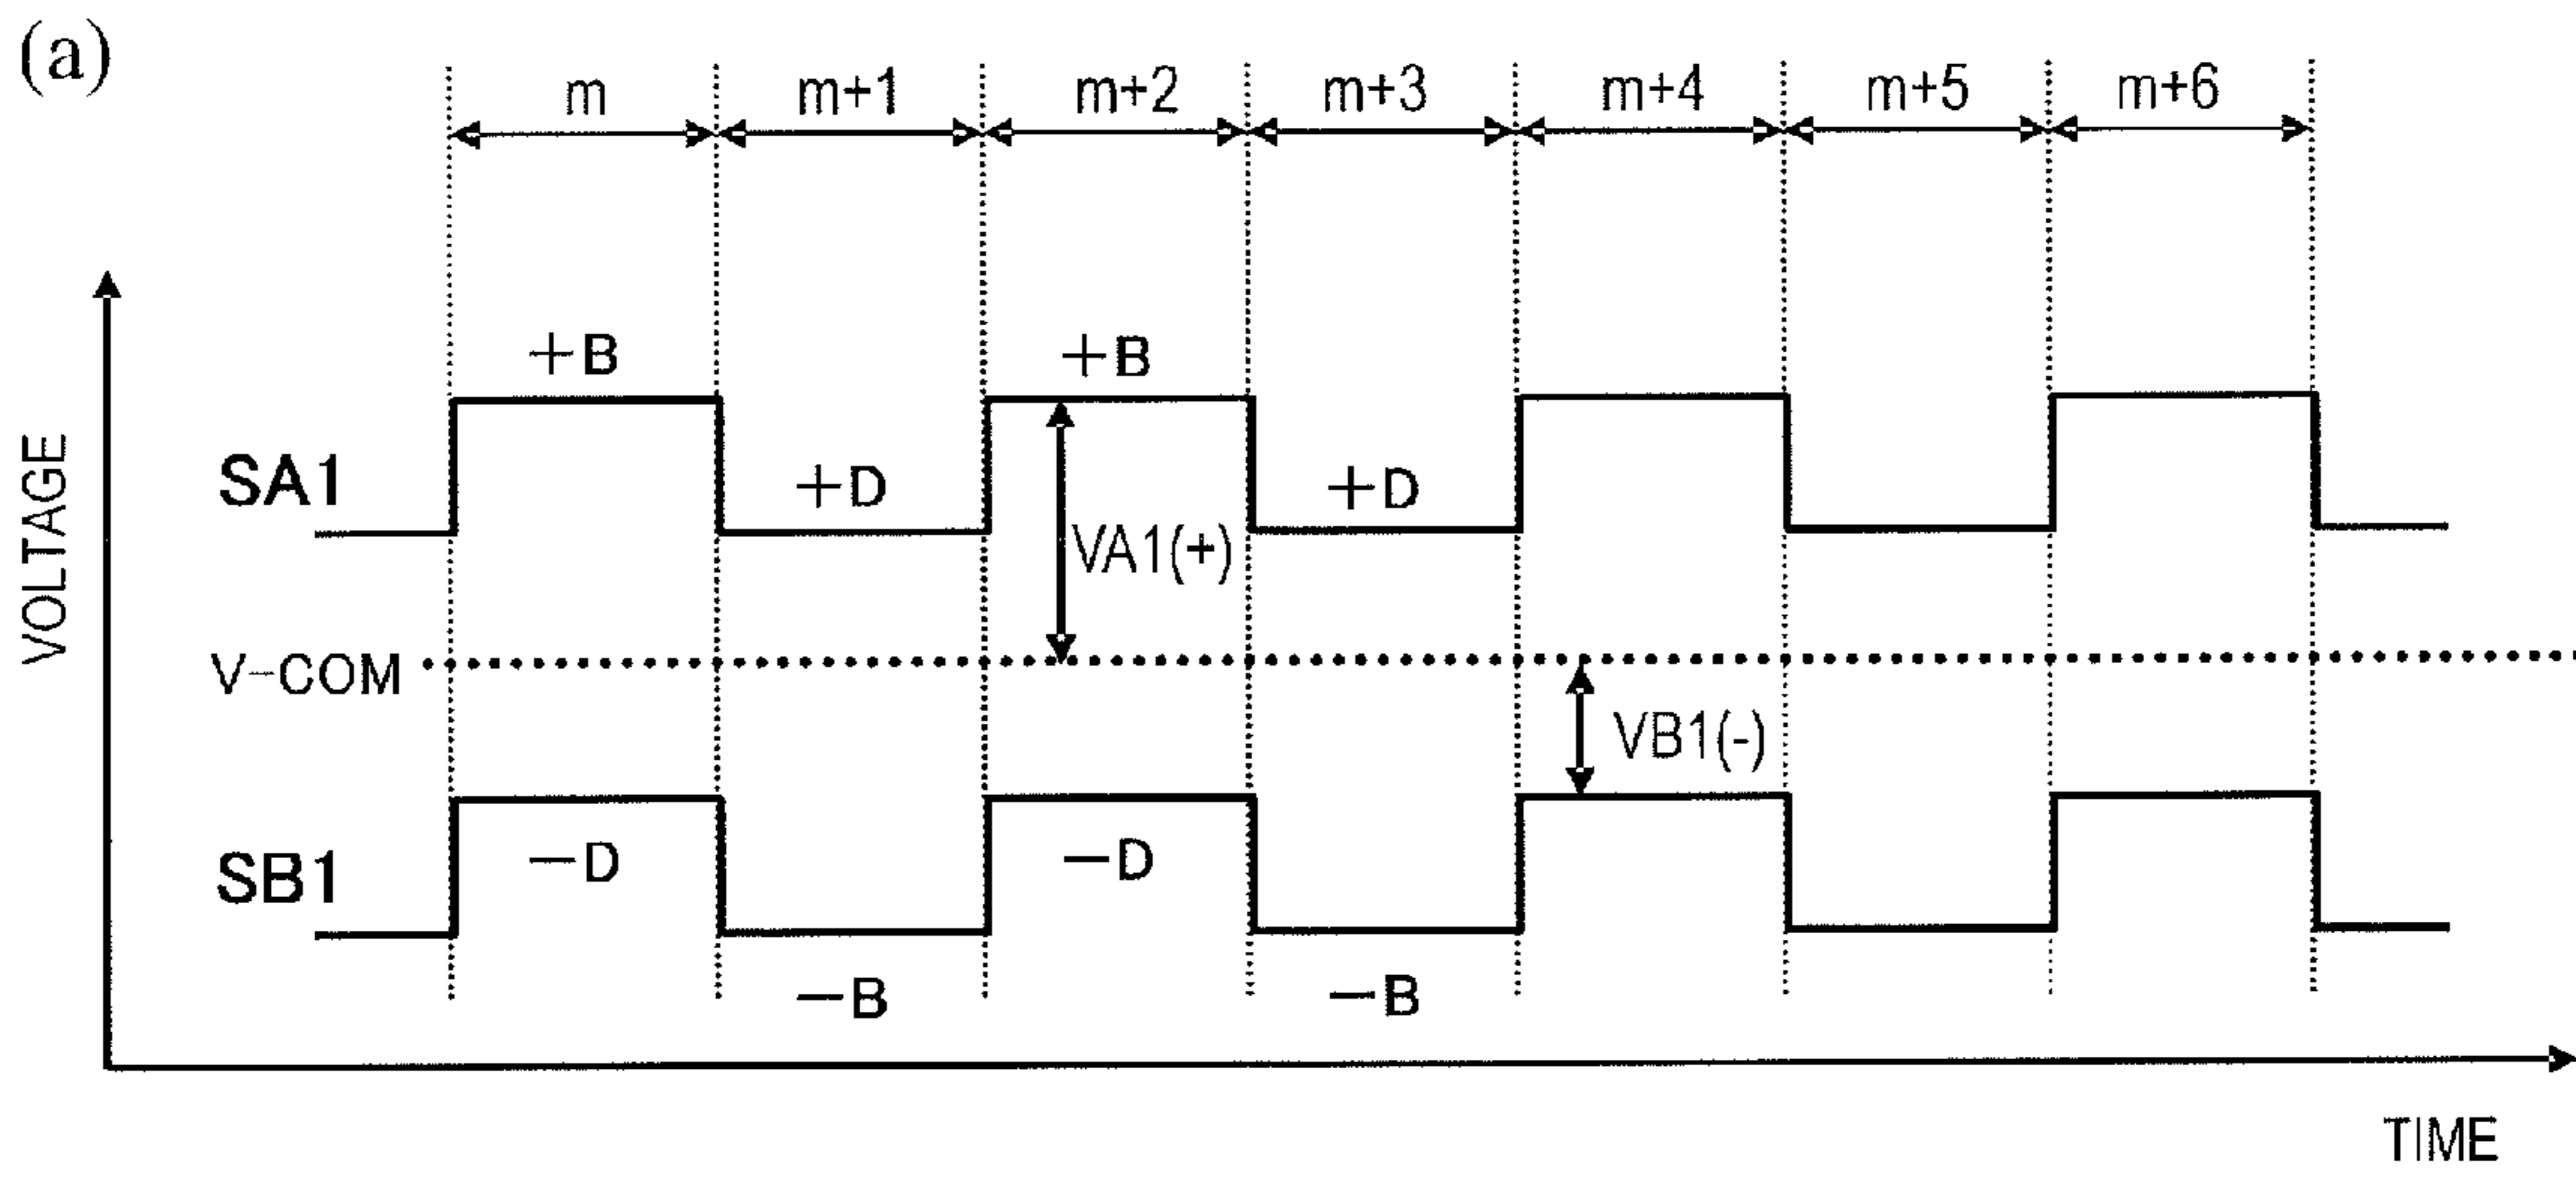 (a)
m m+1 m+2 m+3 m+4 m+5 m+6
+B +B
SA1 +D +D
VA1(+)
VOLTAGE
V-COM
VB1(-)
SB1 -D -D
-B -B
TIME